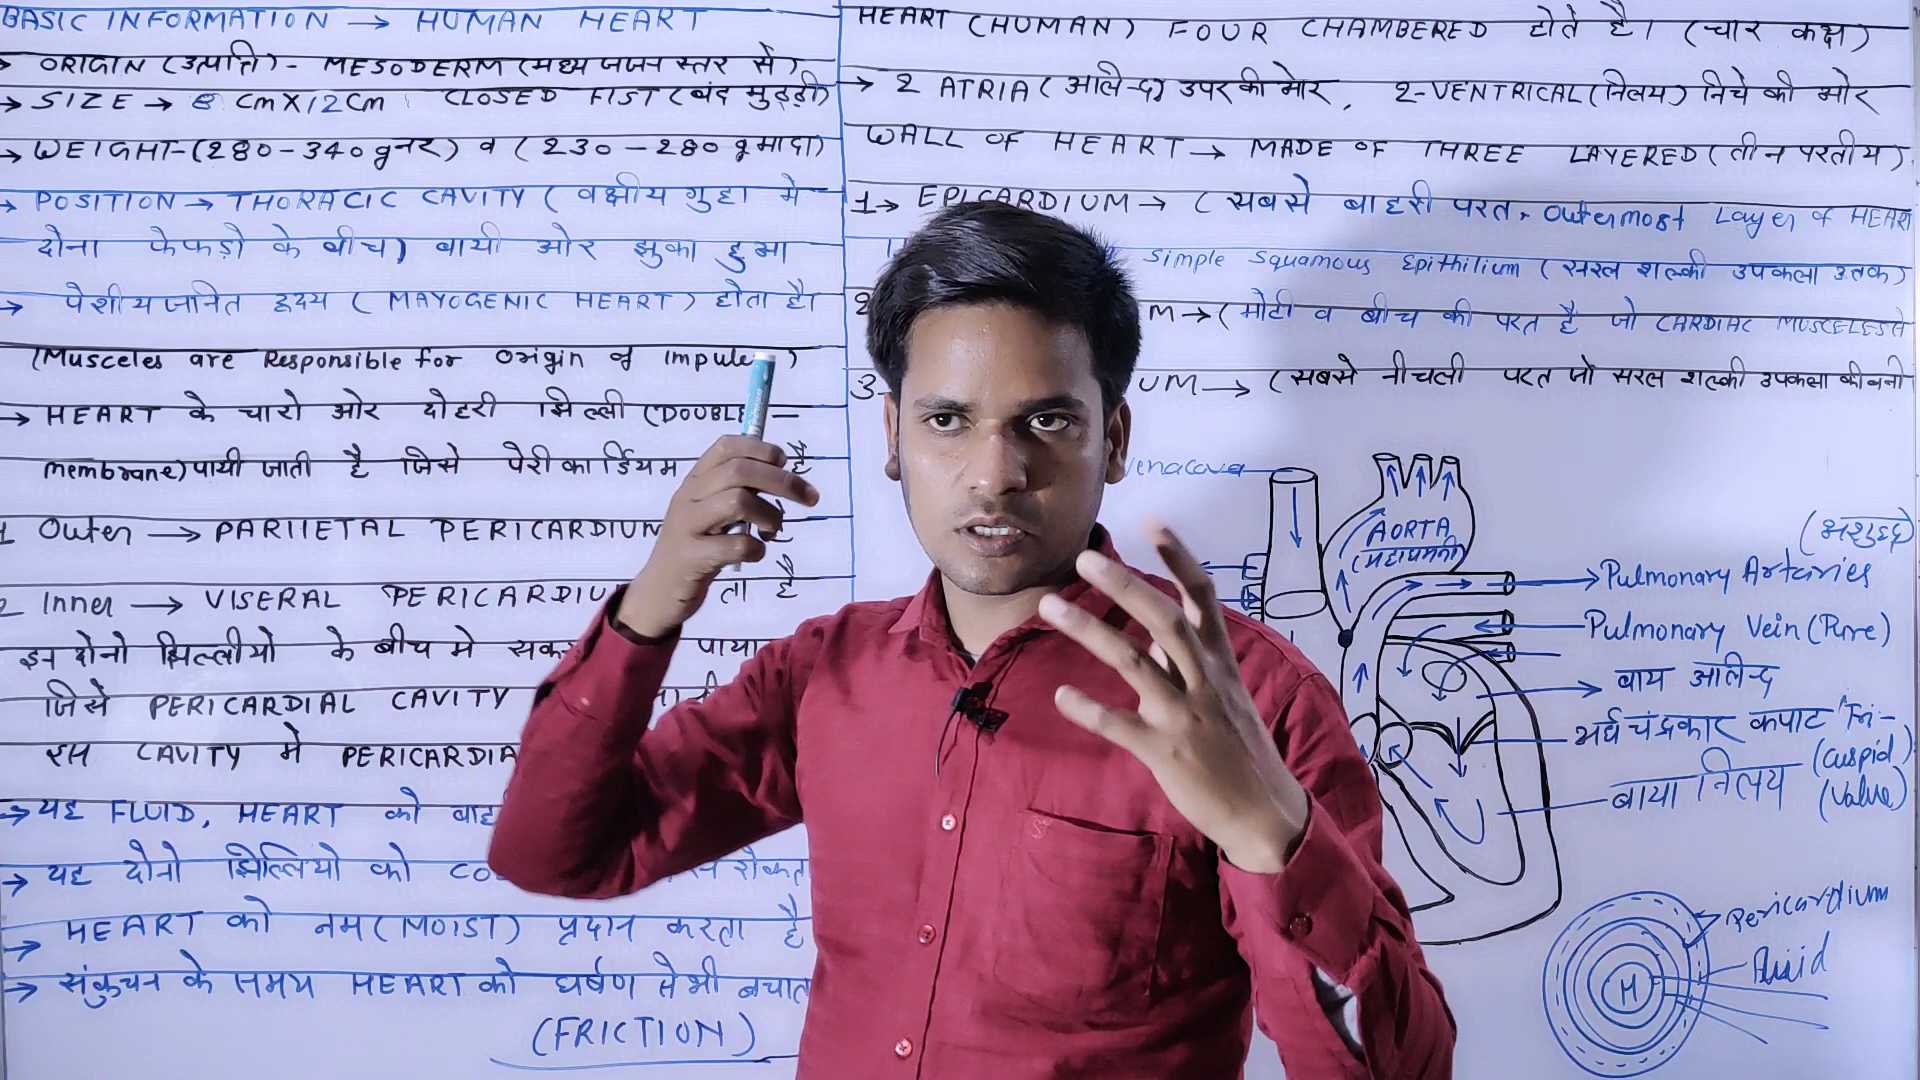 BASIC INFORMATION → HUMAN HEART
→ ORIGIN (उत्पत्ति) - MESODERM (मध्य जनन स्तर से)
→ SIZE → 8 Cm X 12 Cm CLOSED FIST (बंद मुड्डी)
→ WEIGHT-(280-340 g नर) व (230-280 g मादा)
→ POSITION → THORACIC CAVITY ( वक्षीय गुहा मे
दोना फेफड़ो के बीच) बायी ओर झुका हुआ
→ पेशीयजनित हृदय ( MAYOGENIC HEART) होता है।
(Musceles are Responsible for Origin of Impule )
→ HEART के चारो ओर दोहरी झिल्ली (DOUBLE -
membrane) पायी जाती है जिसे पेरीकार्डियम है
1 Outer → PARIIETAL PERICARDIUM
2 Inner → VISERAL PERICARDIU ता है
इन दोनो झिल्लीयो के बीच मे पाया
जिसे PERICARDIAL CAVITY
इस CAVITY मे PERICARDIA
→ यह FLUID, HEART को
→ यह दोनो झिल्लियो को रोकता
→ HEART को नम (MOIST) प्रदान करता है
→ संकुचन के समय HEART को घर्षण से भी बचात
(FRICTION)
HEART (HUMAN) FOUR CHAMBERED होते है। (चार कक्ष)
→ 2 ATRIA (आलिन्द) उपर की ओर, 2-VENTRICAL (निलय) निचे की ओर
WALL OF HEART → MADE OF THREE LAYERED (तीन परतीय)
1→ EPICARDIUM → ( सबसे बाहरी परत, outermost Layer of HEART
simple squamous Epithilium (सरल शल्की उपकला उतक)
2 M → (मोटी व बीच की परत है जो CARDIAC MUSCELES से
3 UM → (सबसे नीचली परत जो सरल शल्की उपकला की बनी
venacava
AORTA
(महाधमनी)
(अशुद्ध)
Pulmonary Artaries
Pulmonary Vein (Pure)
बाय आलिन्द
अर्ध चंद्रकार कपाट "Tri-
(cuspid)
बाया निलय (Valve)
Pericardium
fluid
H